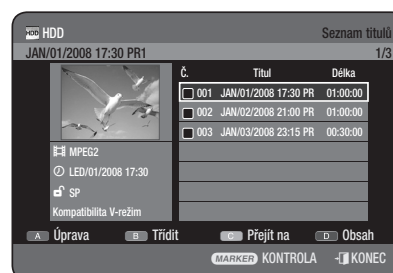 HDD HDD Seznam titulů
JAN/01/2008 17:30 PR1 1/3
Č. Titul Délka
001 JAN/01/2008 17:30 PR 01:00:00
002 JAN/02/2008 21:00 PR 01:00:00
003 JAN/03/2008 23:15 PR 00:30:00
MPEG2
LED/01/2008 17:30
SP
Kompatibilita V-režim
A Úprava B Třídit C Přejít na D Obsah
MARKER KONTROLA KONEC